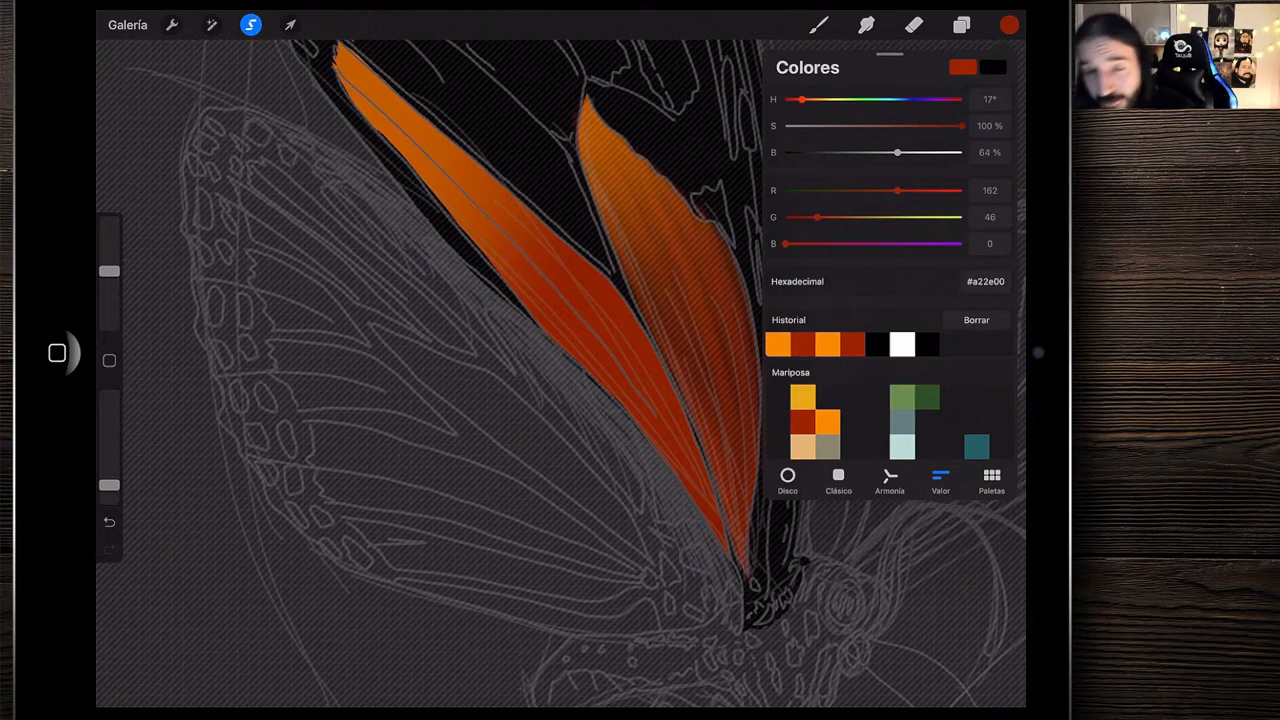 Galería
Colores
H 17°
S 100 %
B 64 %
R 162
G 46
B 0
Hexadecimal #a22e00
Historial Borrar
Mariposa
Disco Clásico Armonía Valor Paletas